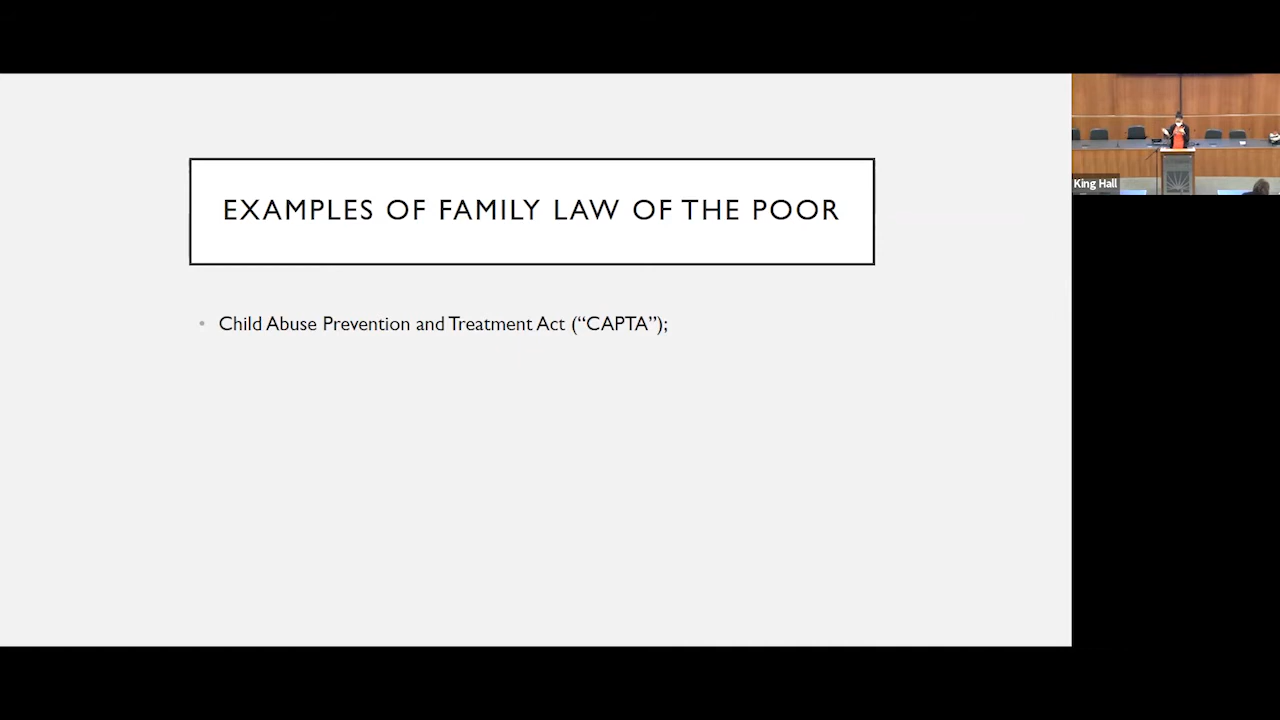 EXAMPLES OF FAMILY LAW OF THE POOR
• Child Abuse Prevention and Treatment Act (“CAPTA”);
King Hall